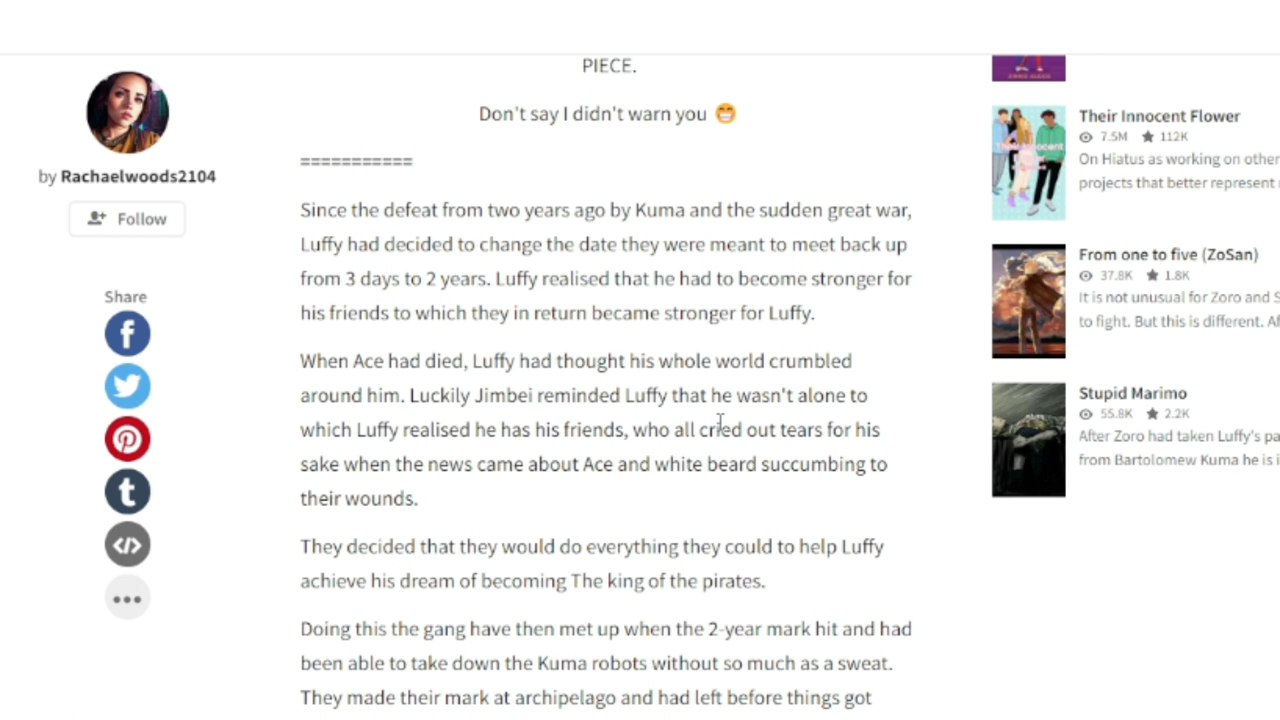 PIECE.
Don't say I didn't warn you 😁
===========
by Rachaelwoods2104
Follow
Share
Since the defeat from two years ago by Kuma and the sudden great war,
Luffy had decided to change the date they were meant to meet back up
from 3 days to 2 years. Luffy realised that he had to become stronger for
his friends to which they in return became stronger for Luffy.
When Ace had died, Luffy had thought his whole world crumbled
around him. Luckily Jimbei reminded Luffy that he wasn't alone to
which Luffy realised he has his friends, who all cried out tears for his
sake when the news came about Ace and white beard succumbing to
their wounds.
They decided that they would do everything they could to help Luffy
achieve his dream of becoming The king of the pirates.
Doing this the gang have then met up when the 2-year mark hit and had
been able to take down the Kuma robots without so much as a sweat.
They made their mark at archipelago and had left before things got
Their Innocent Flower
7.5M 112K
On Hiatus as working on other
projects that better represent
From one to five (ZoSan)
37.8K 1.8K
It is not unusual for Zoro and S
to fight. But this is different. Af
Stupid Marimo
55.8K 2.2K
After Zoro had taken Luffy's pa
from Bartolomew Kuma he is i